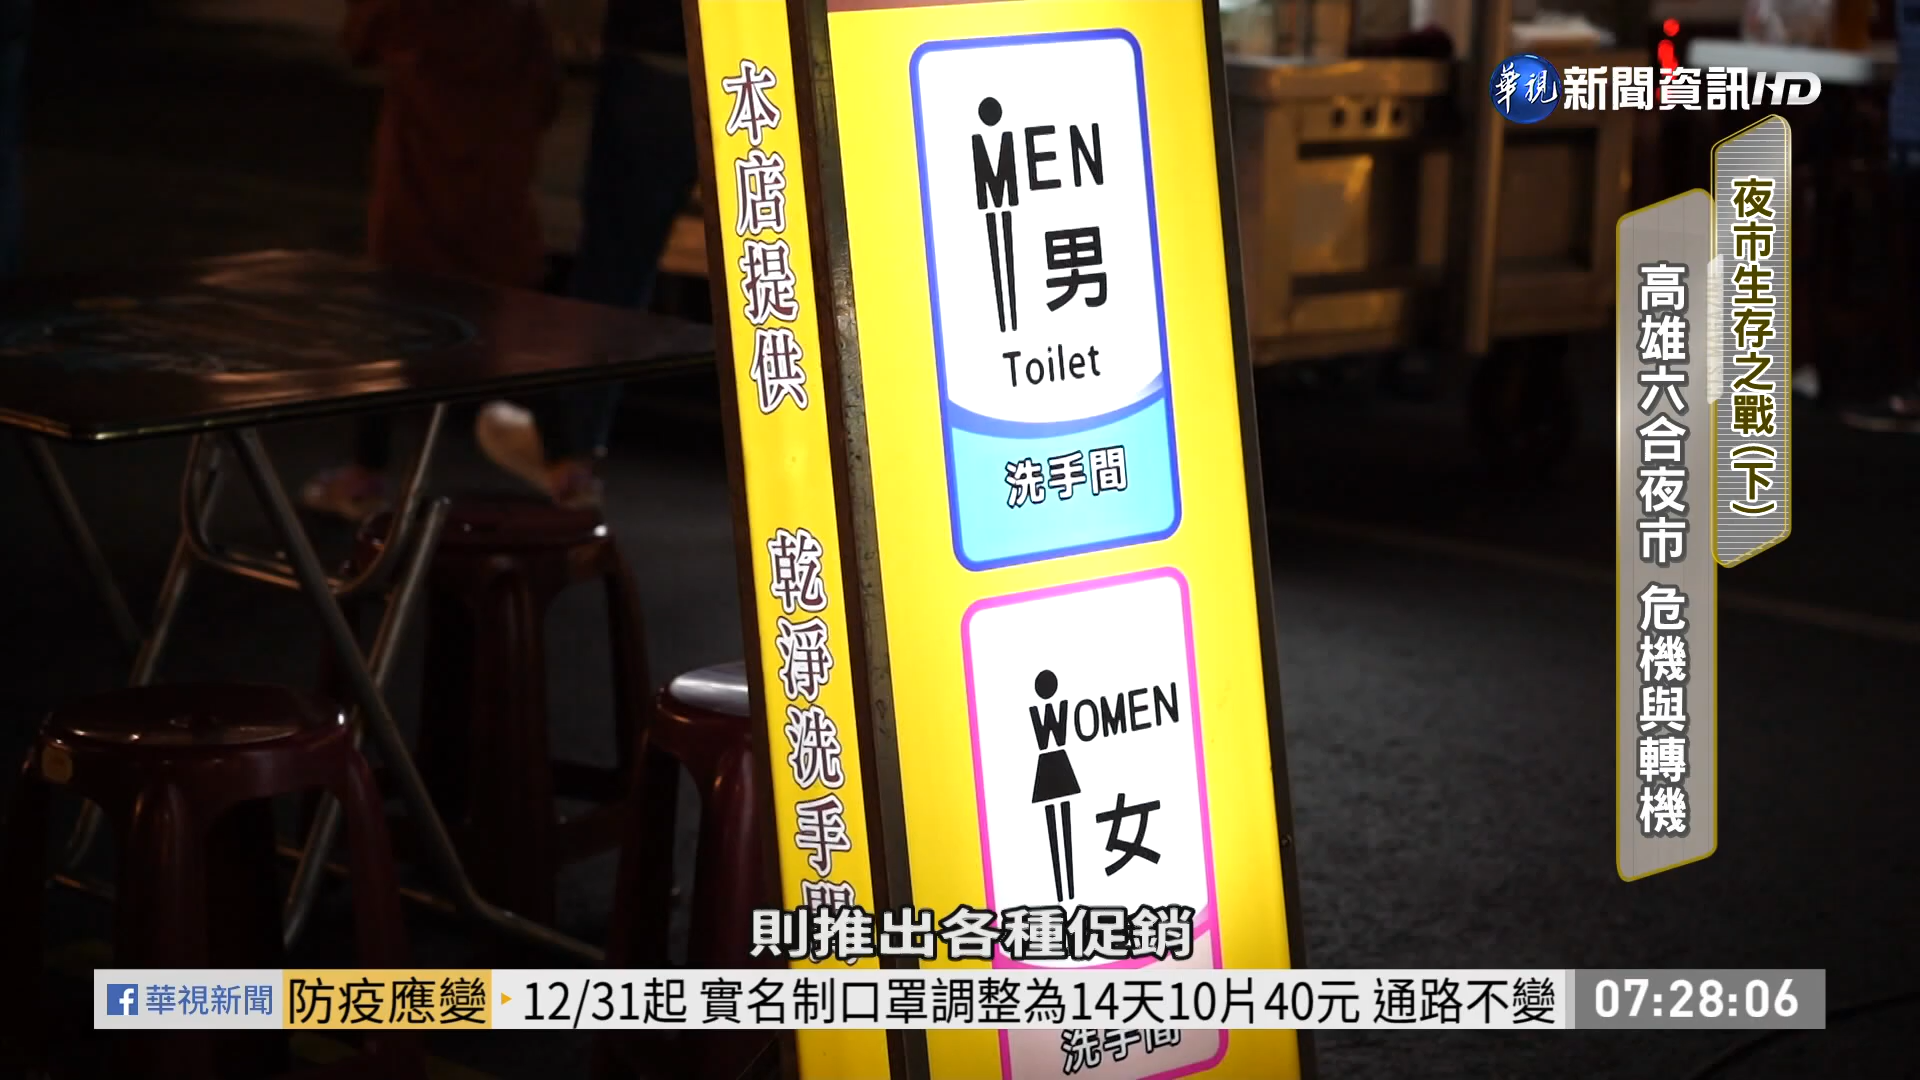 華視新聞資訊HD
夜市生存之戰(下)
高雄六合夜市 危機與轉機
本店提供 乾淨洗手間
MEN
男
Toilet
洗手間
WOMEN
女
洗手間
則推出各種促銷
華視新聞 防疫應變 12/31起 實名制口罩調整為14天10片40元 通路不變 07:28:06